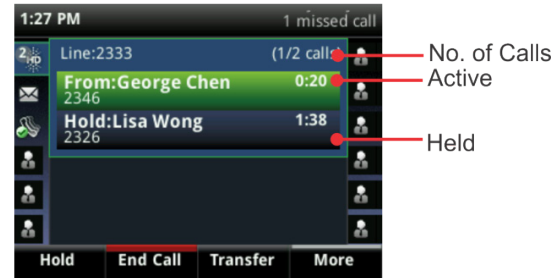 1:27 PM 1 missed call
2 HD
Line:2333 (1/2 calls) No. of Calls
From:George Chen 0:20 Active
2346
Hold:Lisa Wong 1:38
2326
Held
Hold End Call Transfer More